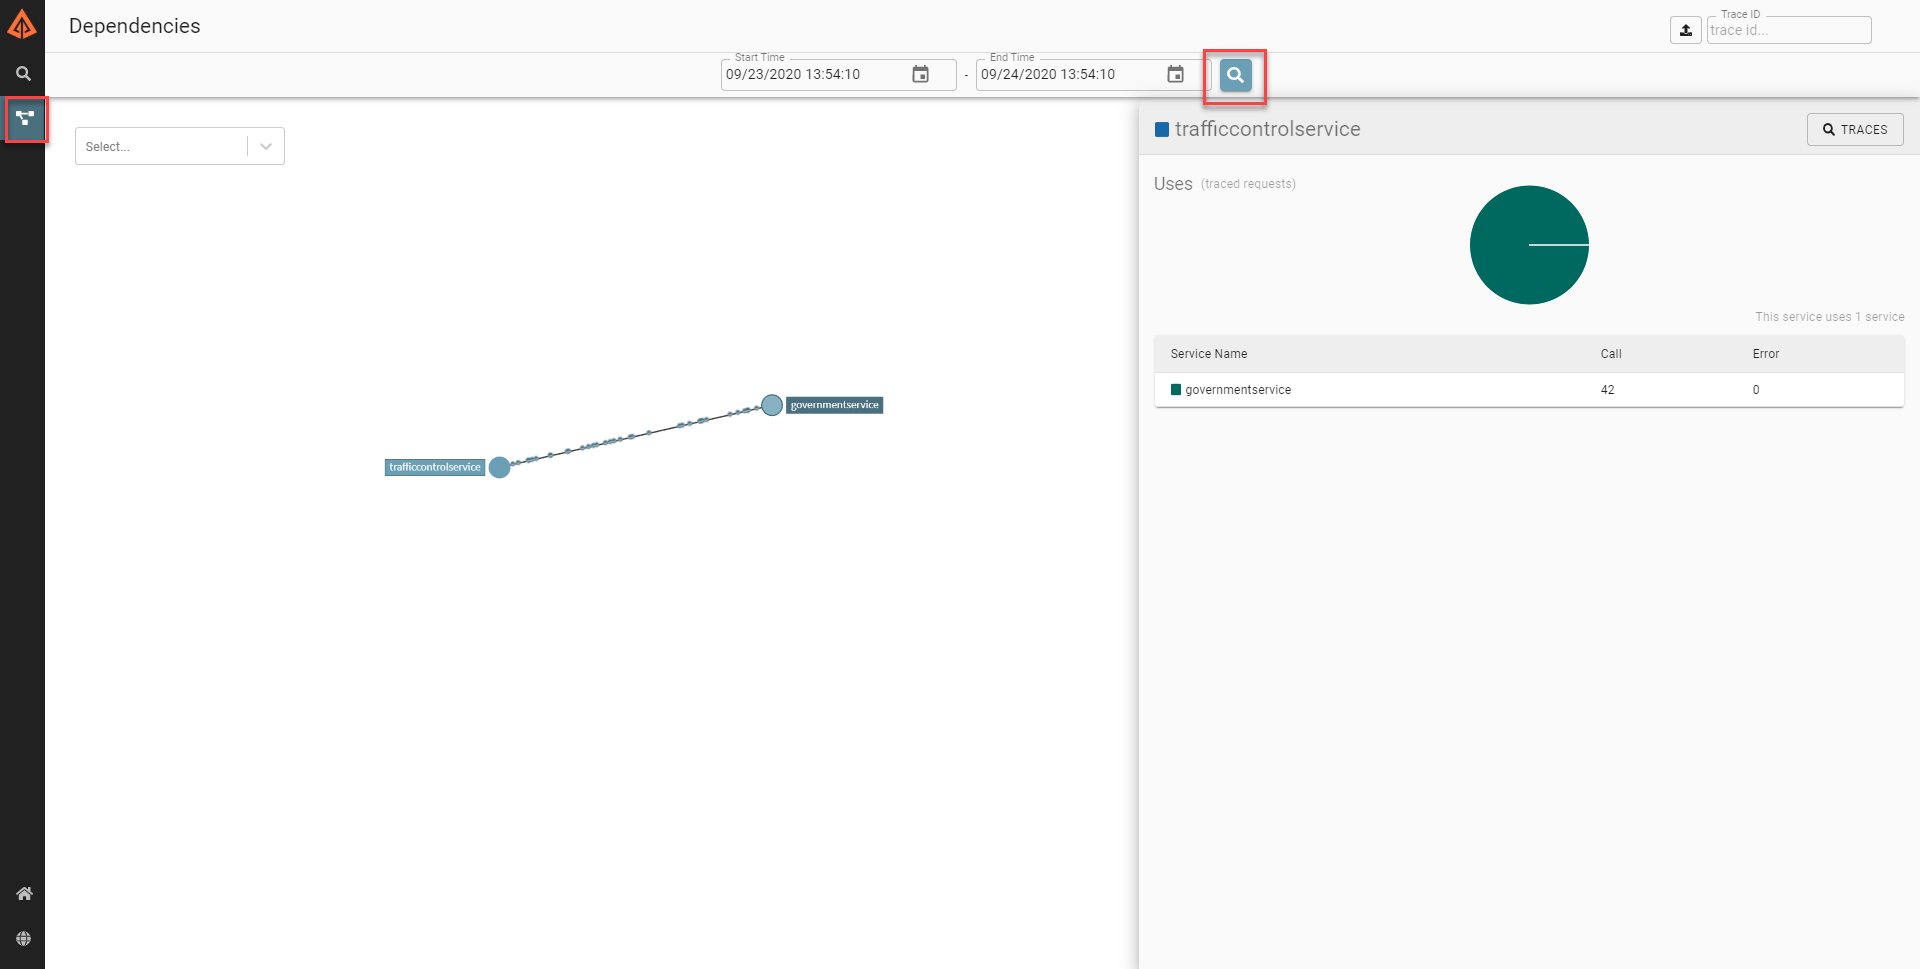 Dependencies
Trace ID
trace id...
Start Time
09/23/2020 13:54:10
-
End Time
09/24/2020 13:54:10
Select...
trafficcontrolservice
TRACES
Uses (traced requests)
This service uses 1 service
Service Name Call Error
governmentservice 42 0
governmentservice
trafficcontrolservice